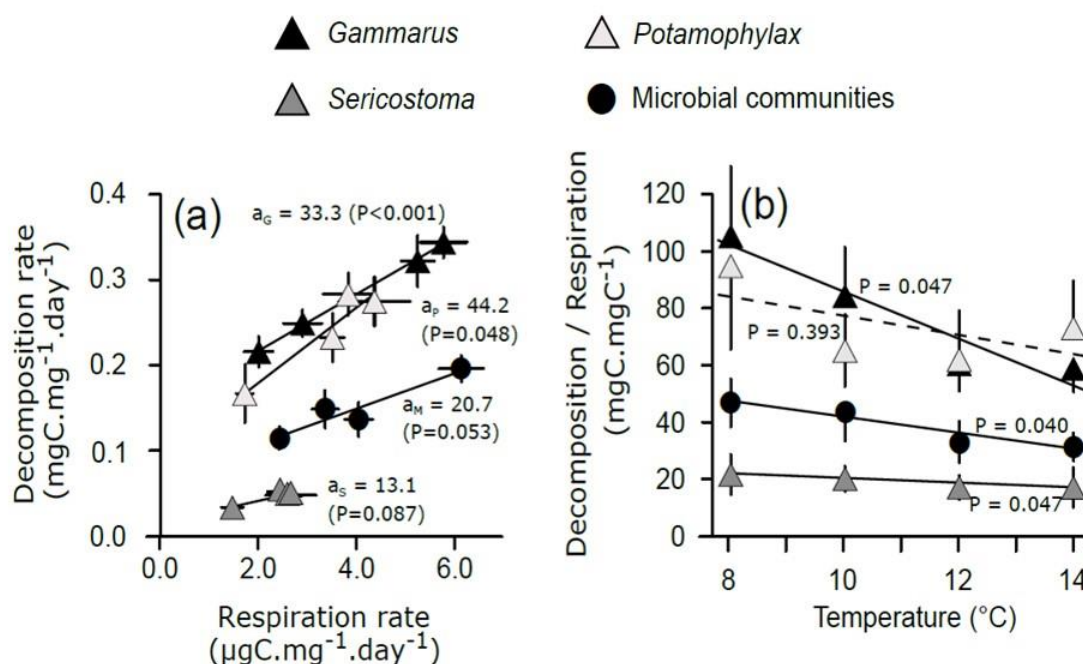 Gammarus
Potamophylax
Sericostoma
Microbial communities
(a)
Decomposition rate
(mgC.mg⁻¹.day⁻¹)
0.4
0.3
0.2
0.1
0.0
a_G = 33.3 (P<0.001)
a_P = 44.2
(P=0.048)
a_M = 20.7
(P=0.053)
a_S = 13.1
(P=0.087)
0.0 2.0 4.0 6.0
Respiration rate
(µgC.mg⁻¹.day⁻¹)
(b)
Decomposition / Respiration
(mgC.mgC⁻¹)
120
100
80
60
40
20
0
P = 0.047
P = 0.393
P = 0.040
P = 0.047
8 10 12 14
Temperature (°C)